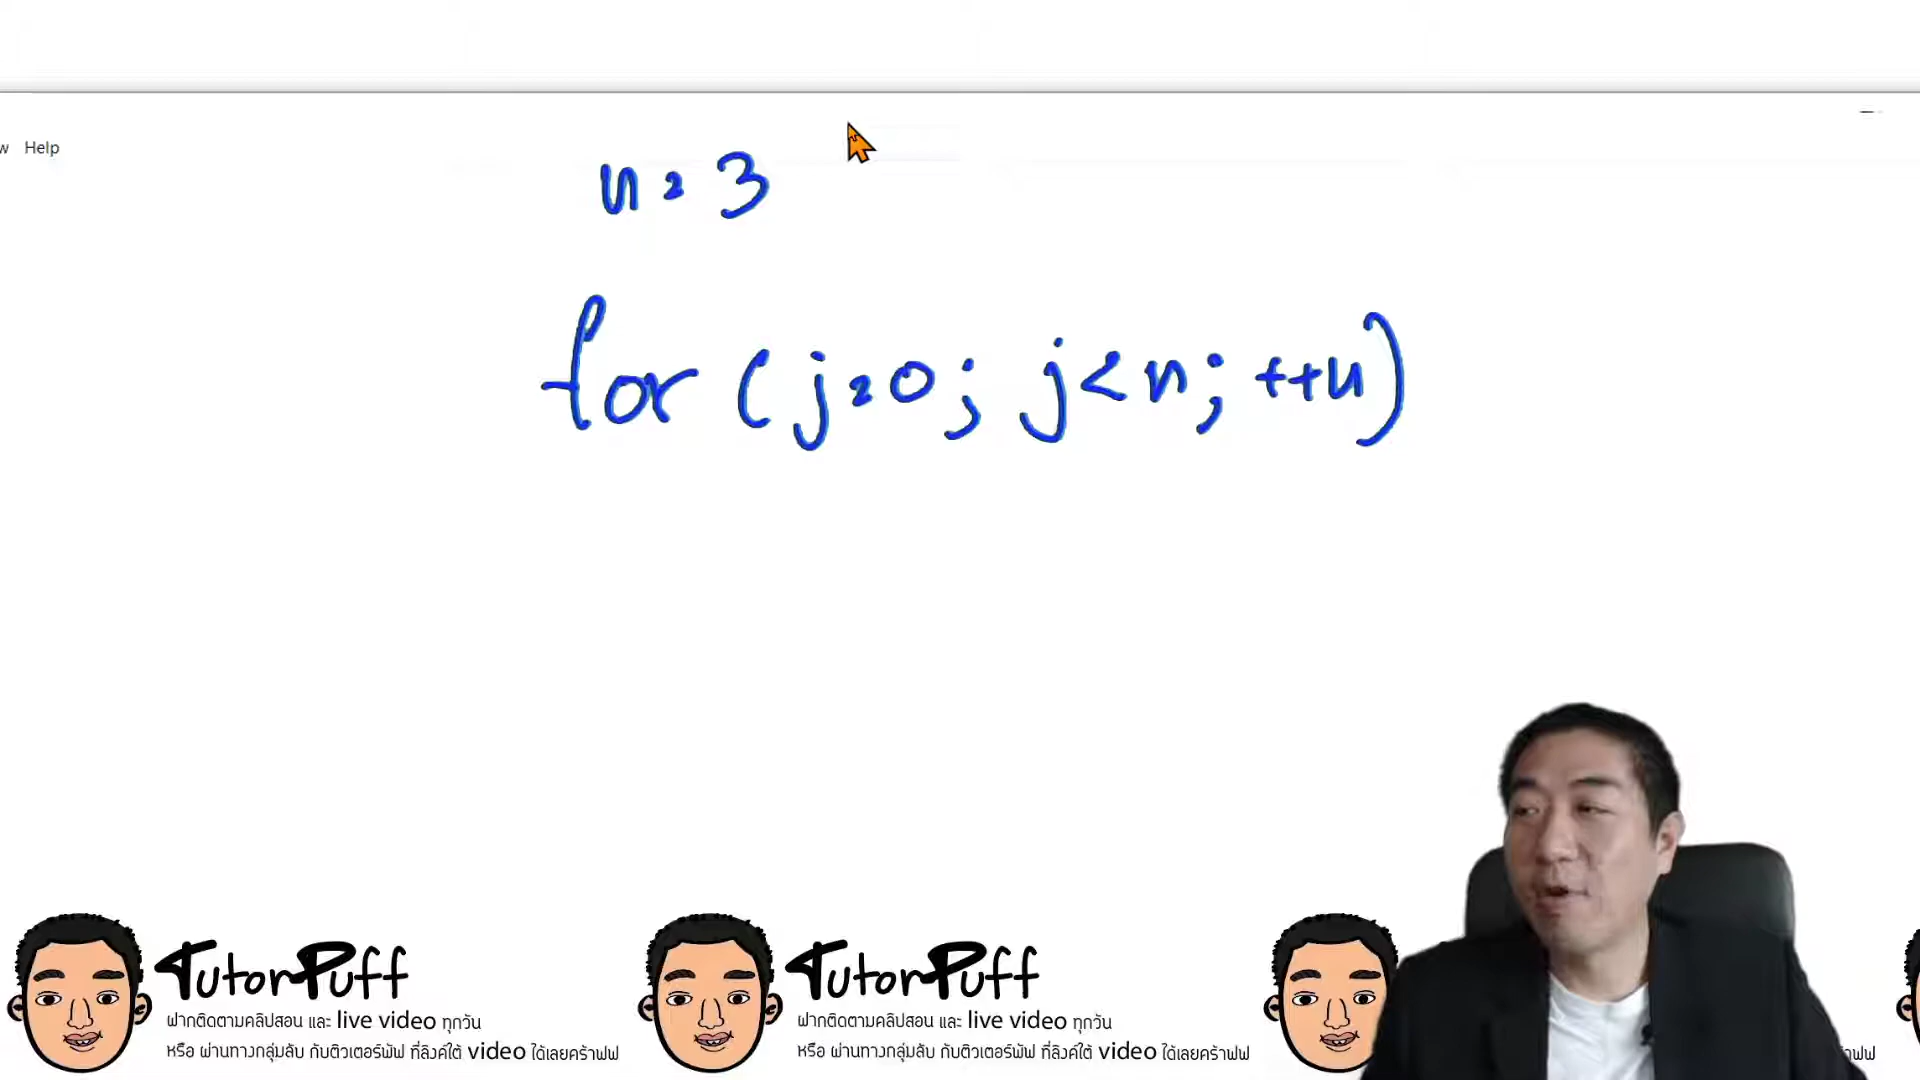 w Help
n = 3
for (j=0; j<n; ++n)
TutorPuff
ฝากติดตามคลิปสอน และ live video ทุกวัน
หรือ ผ่านทางกลุ่มลับ กับติวเตอร์พัฟ ที่ลิงค์ใต้ video ได้เลยคร้าฟฟ
TutorPuff
ฝากติดตามคลิปสอน และ live video ทุกวัน
หรือ ผ่านทางกลุ่มลับ กับติวเตอร์พัฟ ที่ลิงค์ใต้ video ได้เลยคร้าฟฟ